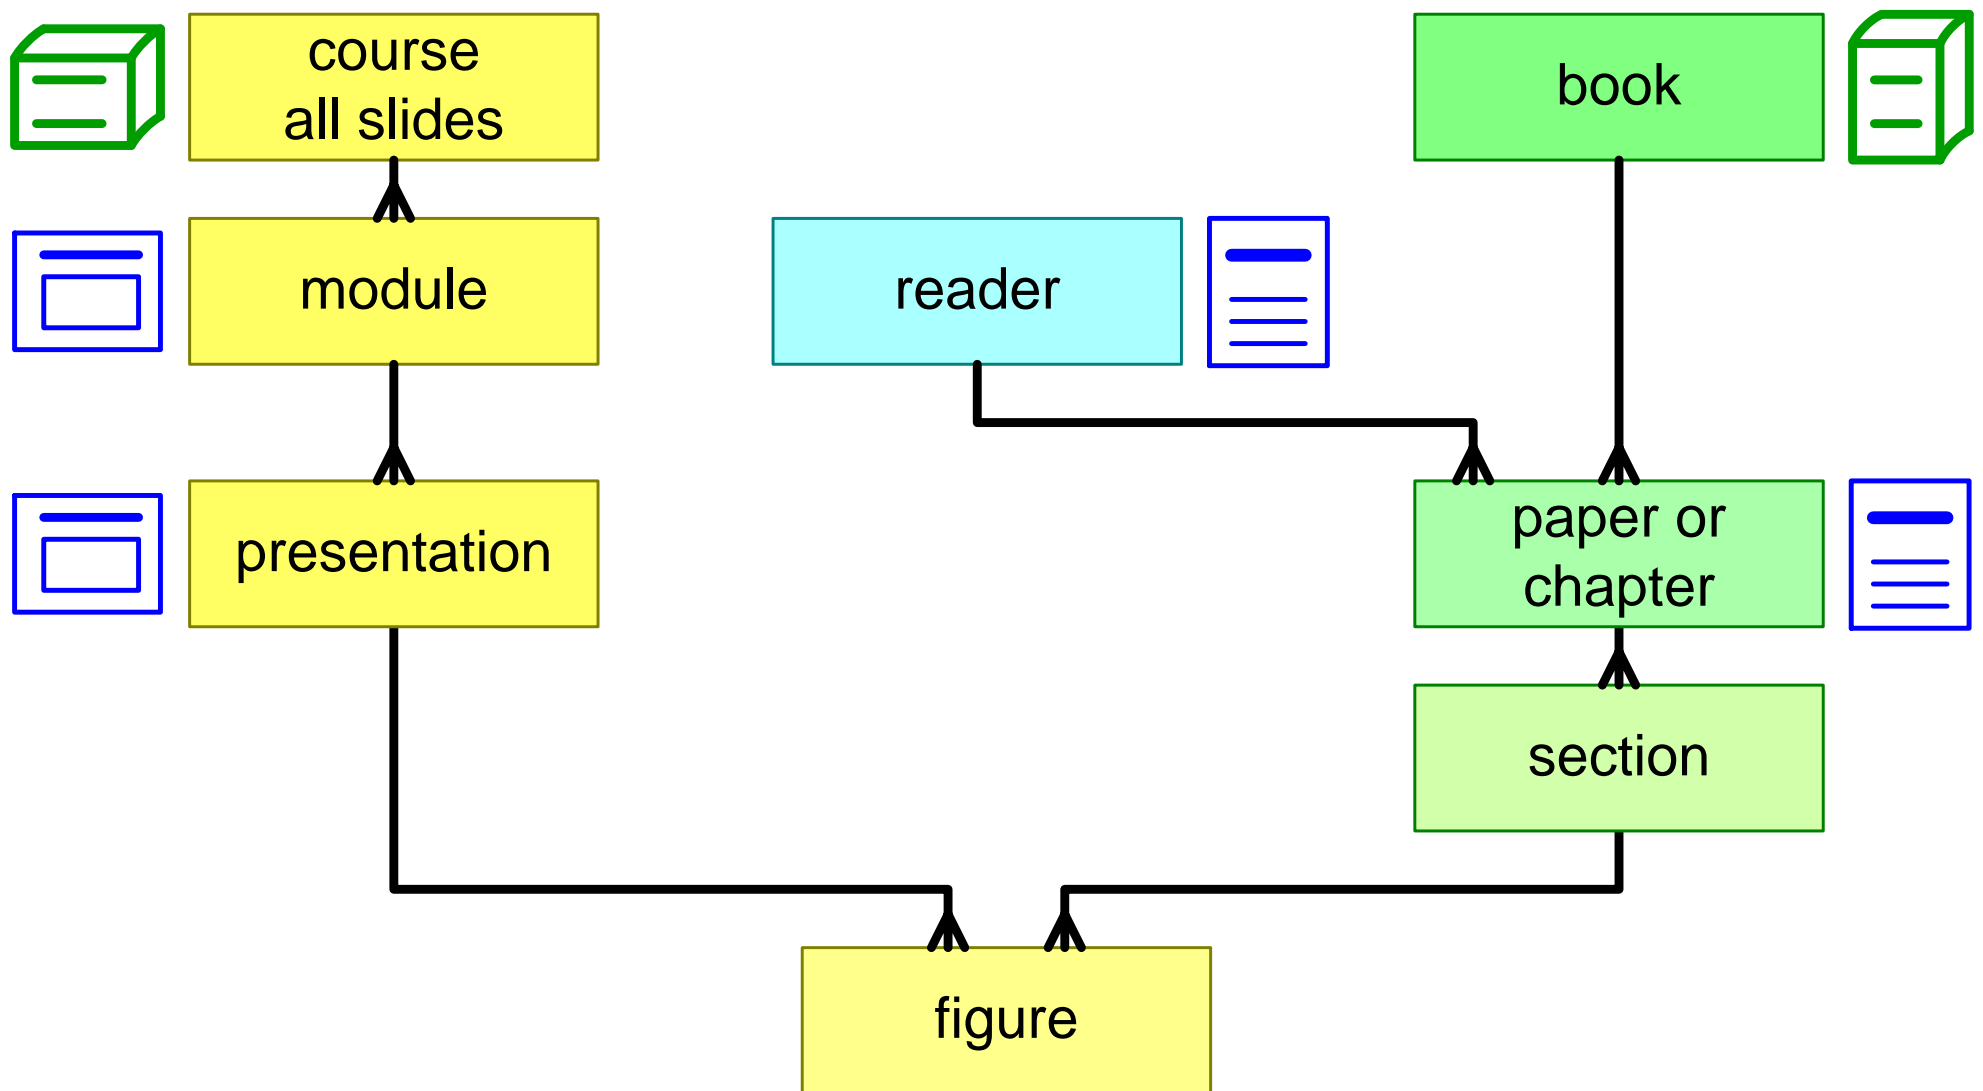 course
all slides
book
module
reader
presentation
paper or
chapter
section
figure